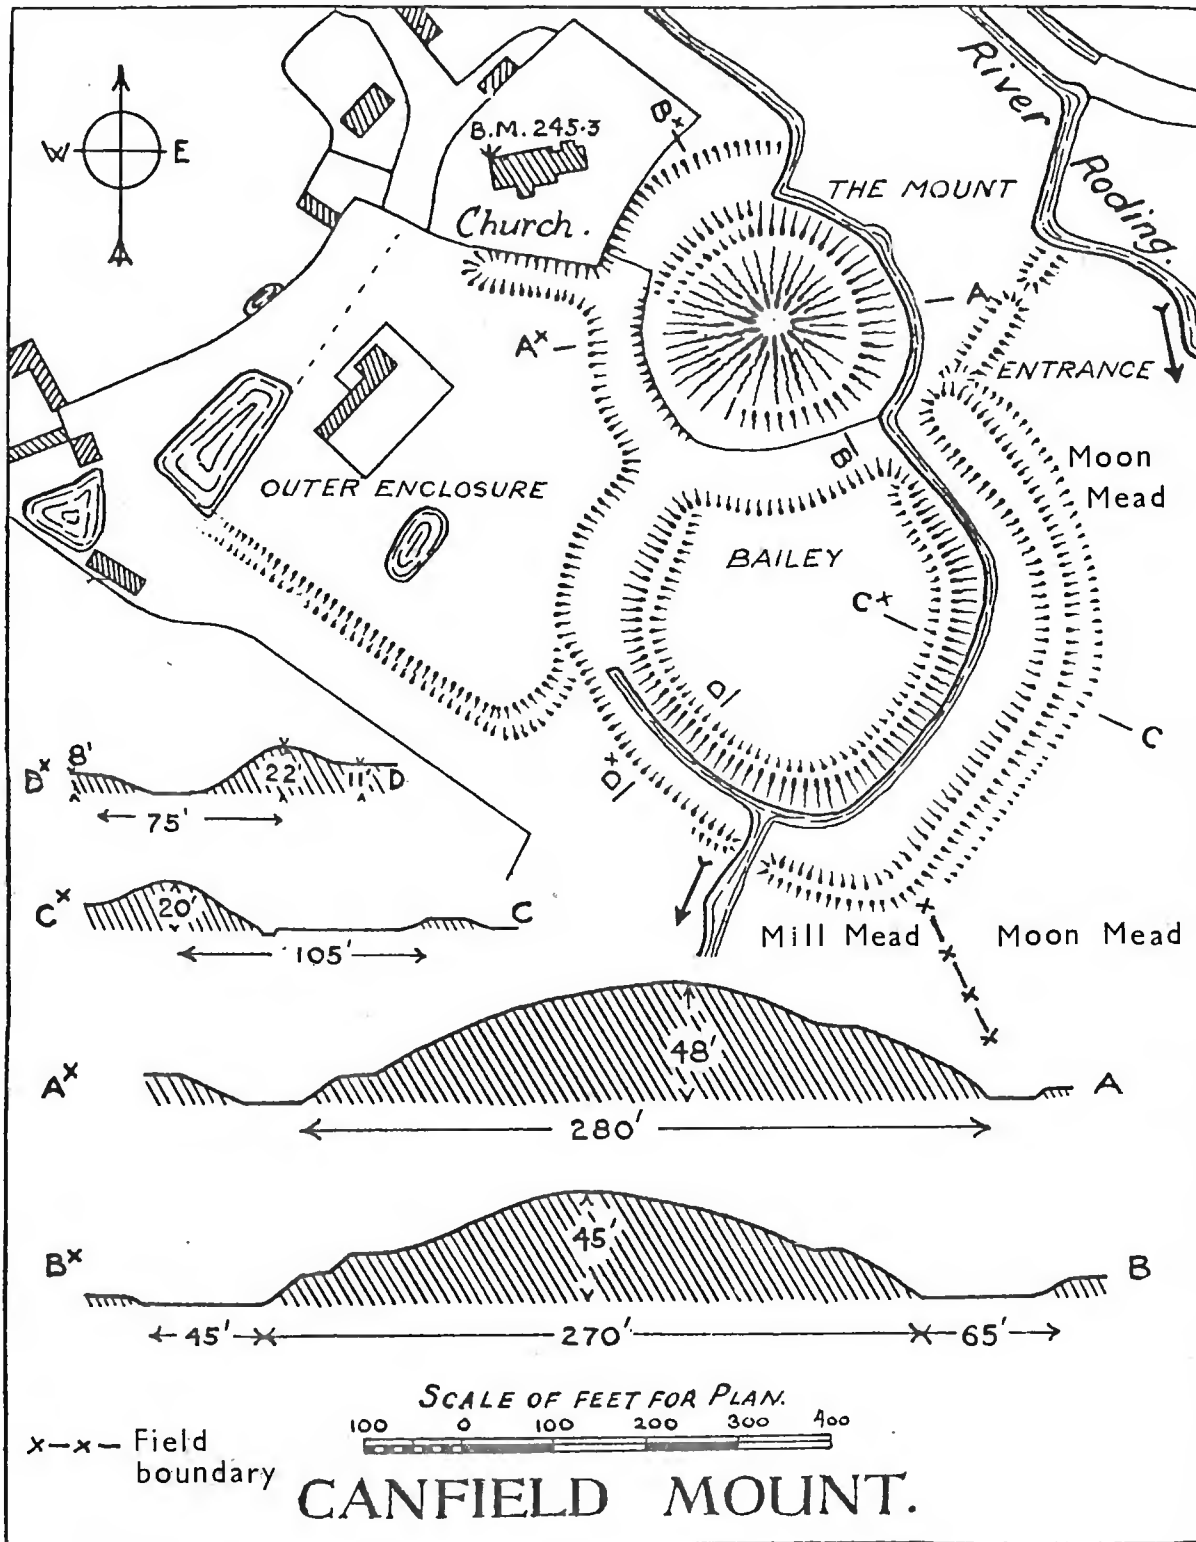 River
Roding.
W
E
B.M. 245·3
B×
THE MOUNT
Church.
A
A×
ENTRANCE
Moon
Mead
B
OUTER ENCLOSURE
BAILEY
C×
D
C
D×
D×
8'
22'
11'
D
75'
C×
20'
C
105'
Mill Mead
Moon Mead
A×
48'
A
280'
B×
45'
B
45'
270'
65'
SCALE OF FEET FOR PLAN.
100 0 100 200 300 400
x—x— Field
boundary
CANFIELD MOUNT.